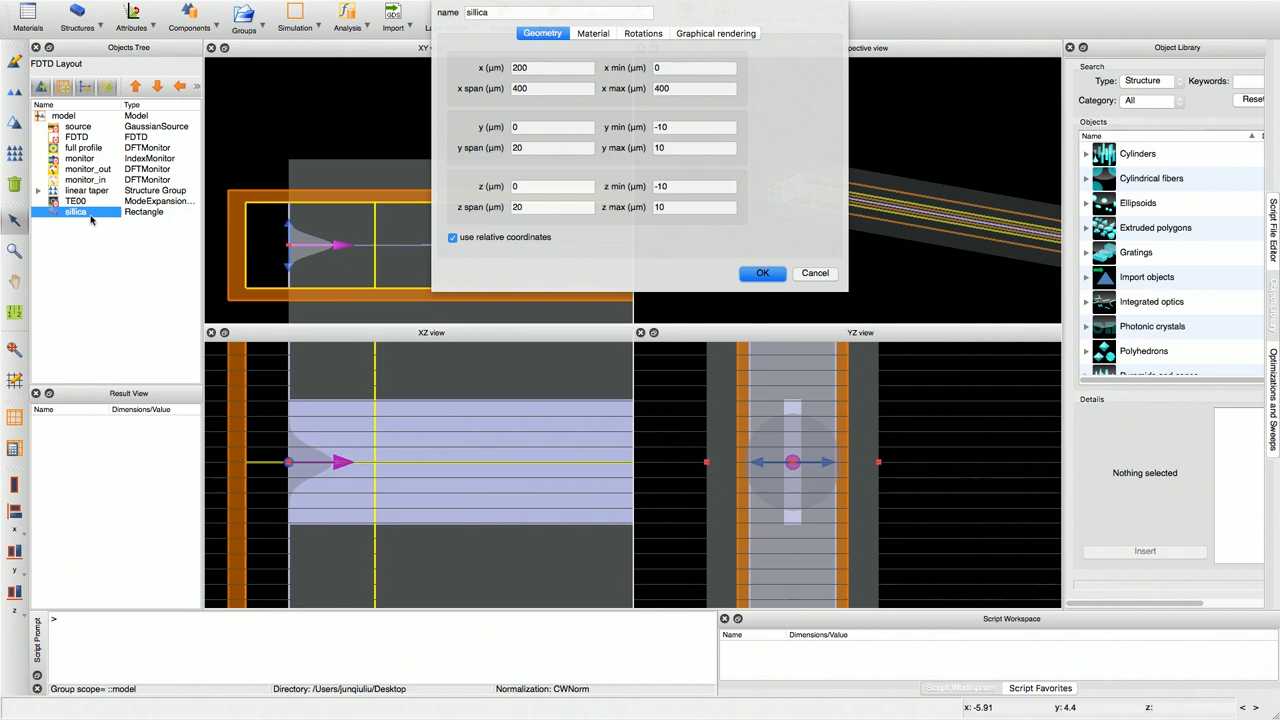 name sillica
Materials Structures Attributes Components Groups Simulation Analysis Import
Geometry Material Rotations Graphical rendering
Objects Tree
XY
Perspective view
Object Library
FDTD Layout
Name Type
model Model
source GaussianSource
FDTD FDTD
full profile DFTMonitor
monitor IndexMonitor
monitor_out DFTMonitor
monitor_in DFTMonitor
linear taper Structure Group
TE00 ModeExpansion...
sillica Rectangle
x (µm) 200 x min (µm) 0
x span (µm) 400 x max (µm) 400
y (µm) 0 y min (µm) -10
y span (µm) 20 y max (µm) 10
z (µm) 0 z min (µm) -10
z span (µm) 20 z max (µm) 10
use relative coordinates
OK Cancel
Search
Type: Structure Keywords:
Category: All Reset
Objects
Name
Cylinders
Cylindrical fibers
Ellipsoids
Extruded polygons
Gratings
Import objects
Integrated optics
Photonic crystals
Polyhedrons
Script File Editor
Object Library
Optimizations and Sweeps
XZ view
YZ view
Result View
Name Dimensions/Value
Details
Nothing selected
Insert
x
y
z
Script Prompt
>
Script Workspace
Name Dimensions/Value
Script Workspace Script Favorites
Group scope= ::model Directory: /Users/junqiuliu/Desktop Normalization: CWNorm
x: -5.91 y: 4.4 z: